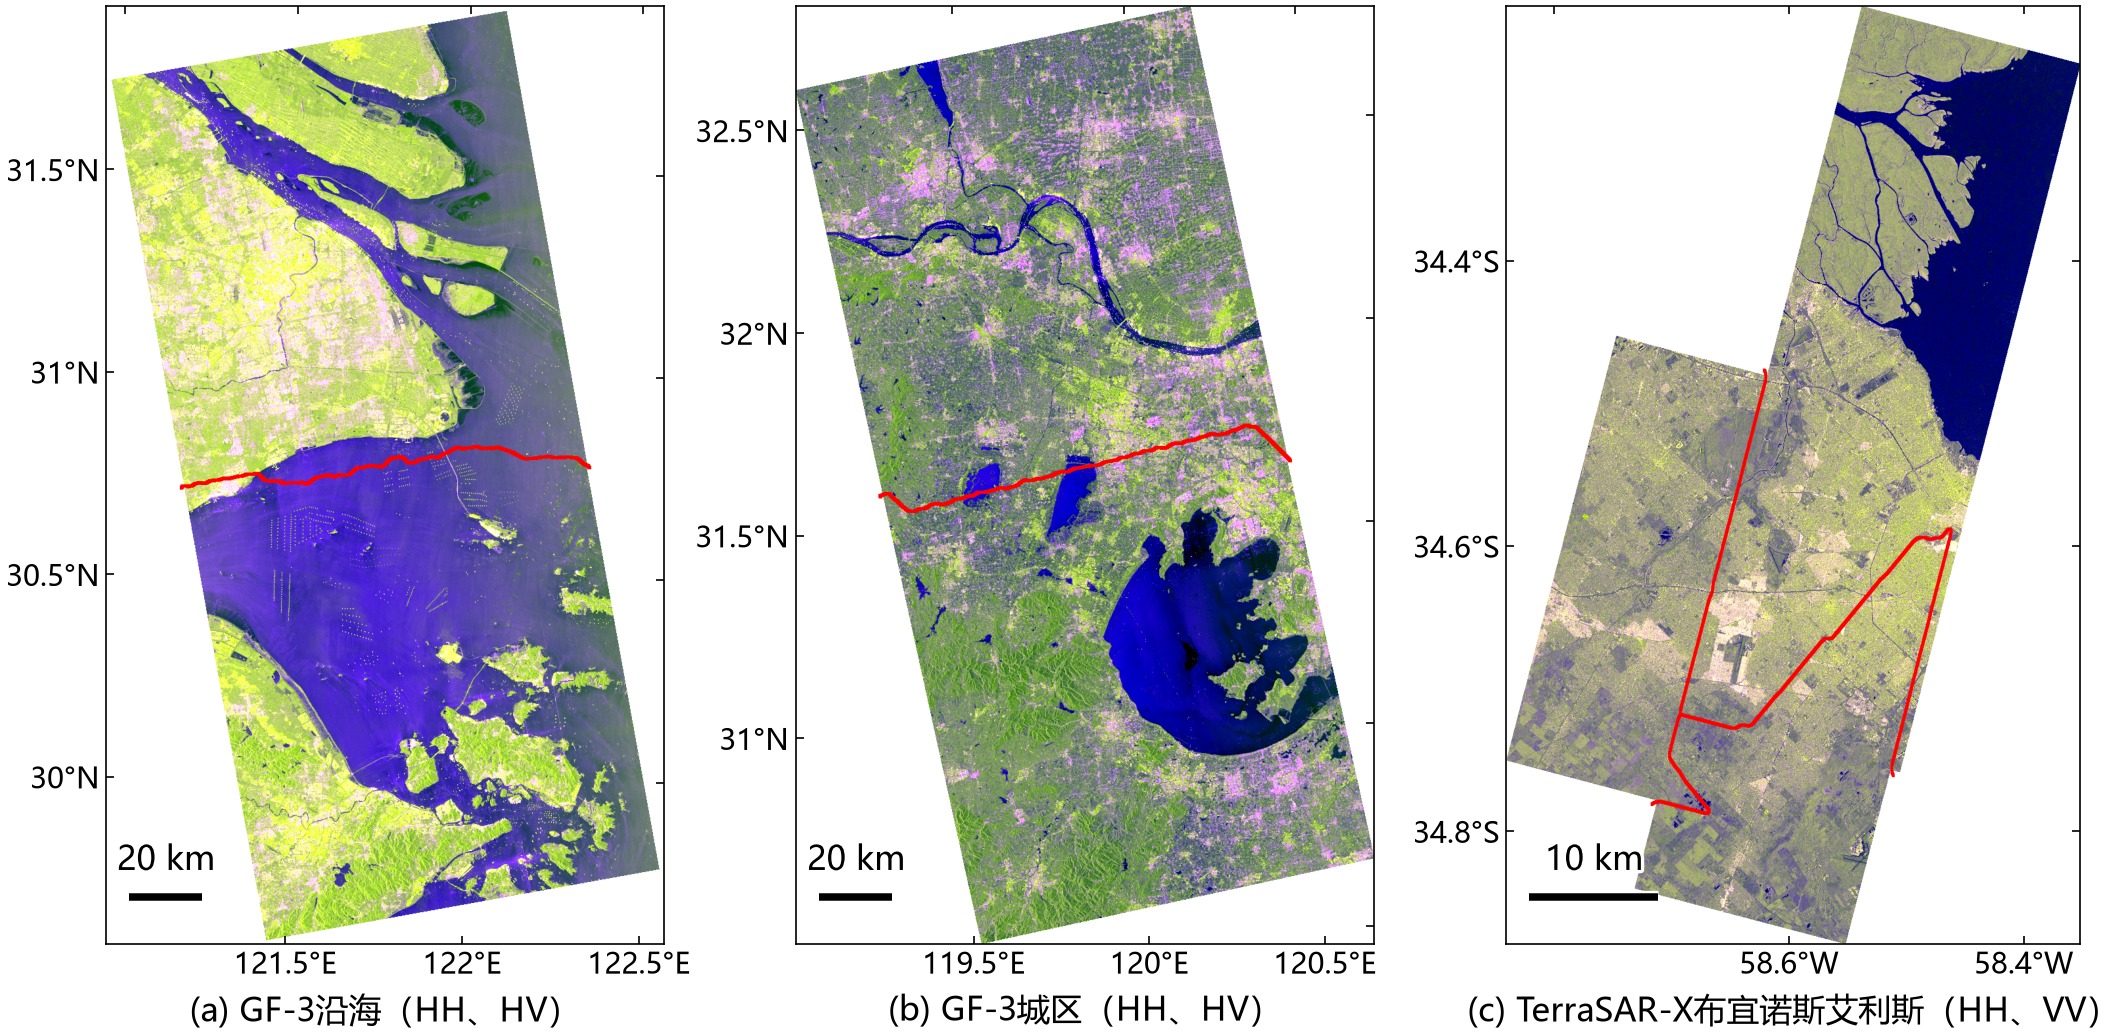 31.5°N
31°N
30.5°N
30°N
20 km
121.5°E
122°E
122.5°E
(a) GF-3沿海（HH、HV）
32.5°N
32°N
31.5°N
31°N
20 km
119.5°E
120°E
120.5°E
(b) GF-3城区（HH、HV）
34.4°S
34.6°S
34.8°S
10 km
58.6°W
58.4°W
(c) TerraSAR-X布宜诺斯艾利斯（HH、VV）